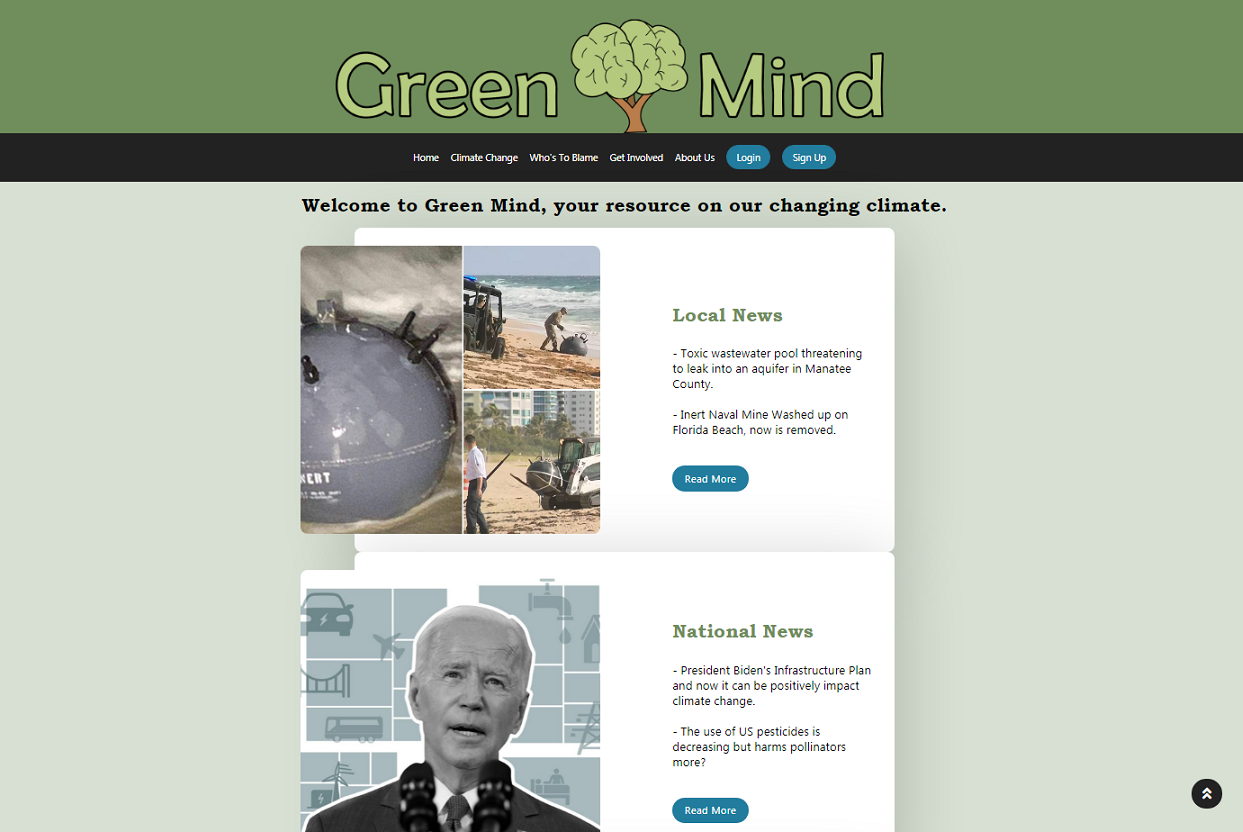 Green Mind
Home Climate Change Who's To Blame Get Involved About Us Login Sign Up
Welcome to Green Mind, your resource on our changing climate.
Local News
- Toxic wastewater pool threatening
to leak into an aquifer in Manatee
County.
- Inert Naval Mine Washed up on
Florida Beach, now is removed.
Read More
National News
- President Biden's Infrastructure Plan
and now it can be positively impact
climate change.
- The use of US pesticides is
decreasing but harms pollinators
more?
Read More